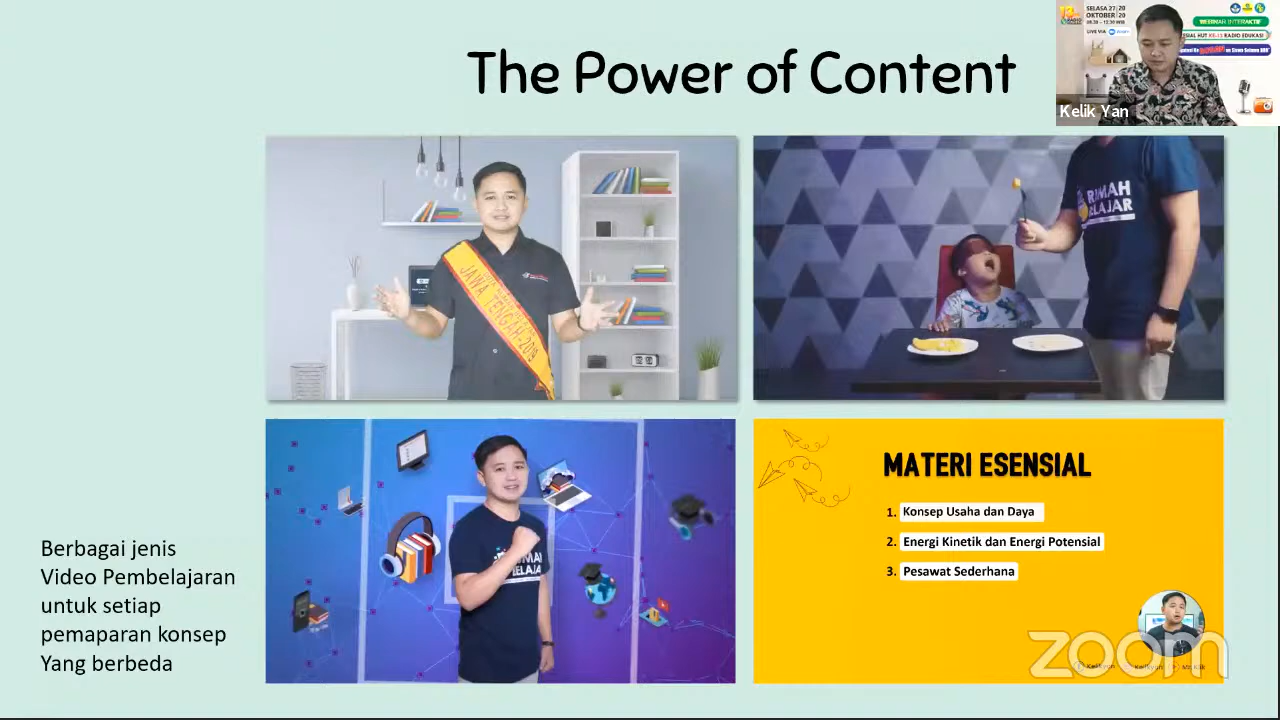 The Power of Content
SELASA 27 20
OKTOBER 20
LIVE VIA zoom
WEBINAR INTERAKTIF
Kelik Yan
JAWA TENGAH-2019
RUMAH
BELAJAR
RUMAH
BELAJAR
MATERI ESENSIAL
1. Konsep Usaha dan Daya
2. Energi Kinetik dan Energi Potensial
3. Pesawat Sederhana
Berbagai jenis
Video Pembelajaran
untuk setiap
pemaparan konsep
Yang berbeda
zoom